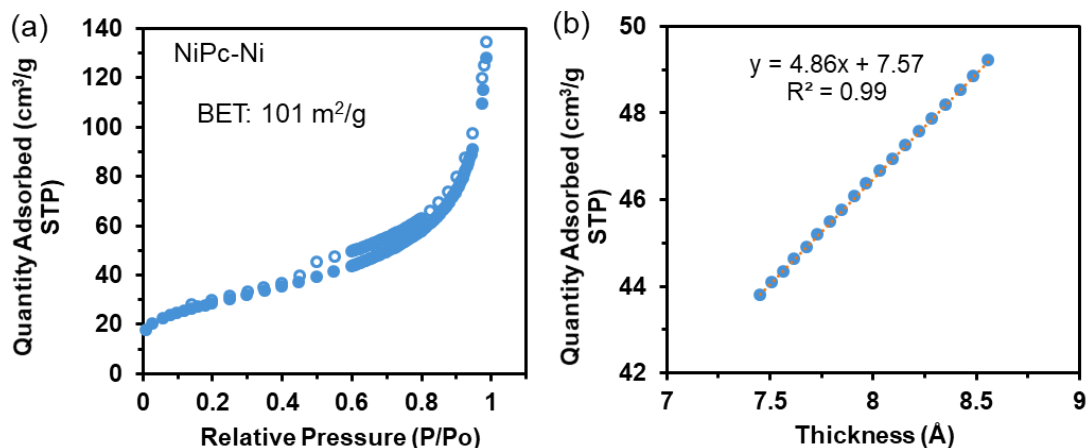 (a)
NiPc-Ni
BET: 101 m²/g
Quantity Adsorbed (cm³/g
STP)
140
120
100
80
60
40
20
0
0
0.2
0.4
0.6
0.8
1
Relative Pressure (P/Po)
(b)
y = 4.86x + 7.57
R² = 0.99
Quantity Adsorbed (cm³/g
STP)
50
48
46
44
42
7
7.5
8
8.5
9
Thickness (Å)